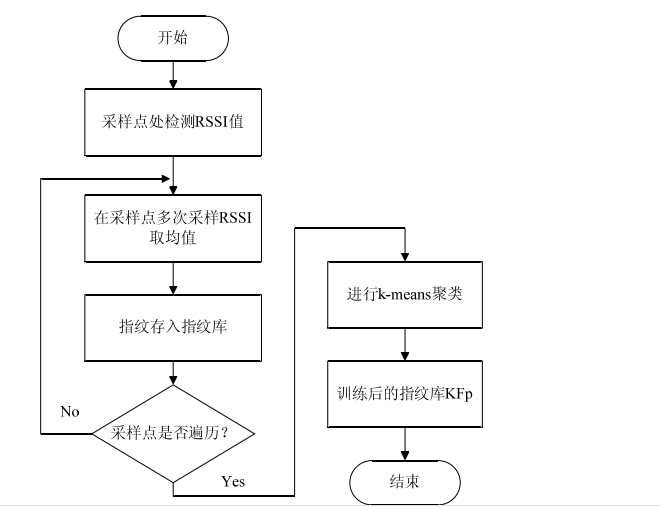 开始
采样点处检测RSSI值
在采样点多次采样RSSI
取均值
指纹存入指纹库
采样点是否遍历？
No
Yes
进行k-means聚类
训练后的指纹库KFp
结束